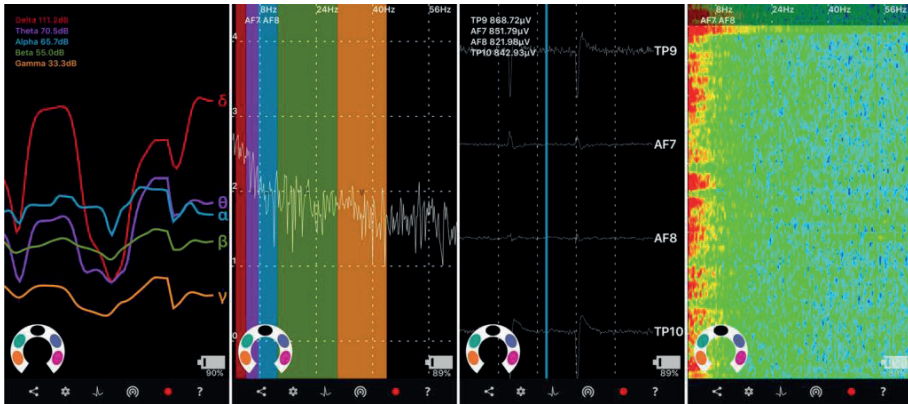 Delta 111.2dB
Theta 70.5dB
Alpha 65.7dB
Beta 55.0dB
Gamma 33.3dB
δ
θ
α
β
γ
90%
?
8Hz 24Hz 40Hz 56Hz
AF7 AF8
4
3
2
1
0
89%
?
TP9 868.72μV
AF7 851.79μV
AF8 821.98μV
TP10 842.93μV
TP9
AF7
AF8
TP10
89%
?
8Hz 24Hz 40Hz 56Hz
AF7 AF8
?